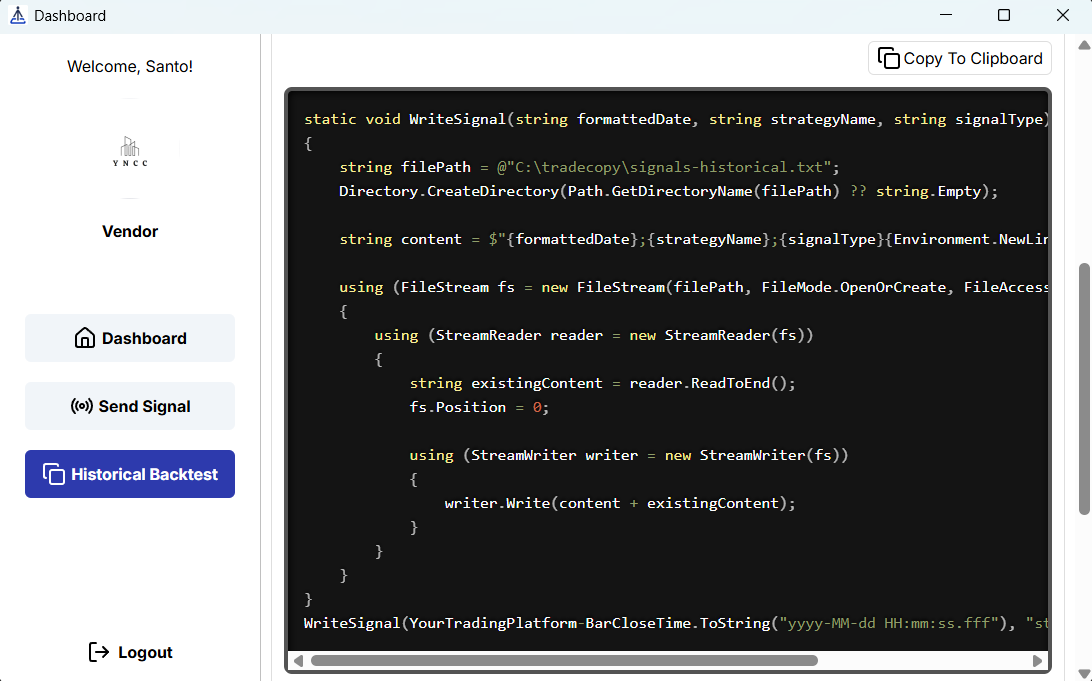 Dashboard
Welcome, Santo!
YNCC
Vendor
Dashboard
Send Signal
Historical Backtest
Logout
Copy To Clipboard
static void WriteSignal(string formattedDate, string strategyName, string signalType)
{
    string filePath = @"C:\tradecopy\signals-historical.txt";
    Directory.CreateDirectory(Path.GetDirectoryName(filePath) ?? string.Empty);
    string content = $"{formattedDate};{strategyName};{signalType}{Environment.NewLin
    using (FileStream fs = new FileStream(filePath, FileMode.OpenOrCreate, FileAccess
    {
        using (StreamReader reader = new StreamReader(fs))
        {
            string existingContent = reader.ReadToEnd();
            fs.Position = 0;
            using (StreamWriter writer = new StreamWriter(fs))
            {
                writer.Write(content + existingContent);
            }
        }
    }
}
WriteSignal(YourTradingPlatform-BarCloseTime.ToString("yyyy-MM-dd HH:mm:ss.fff"), "st